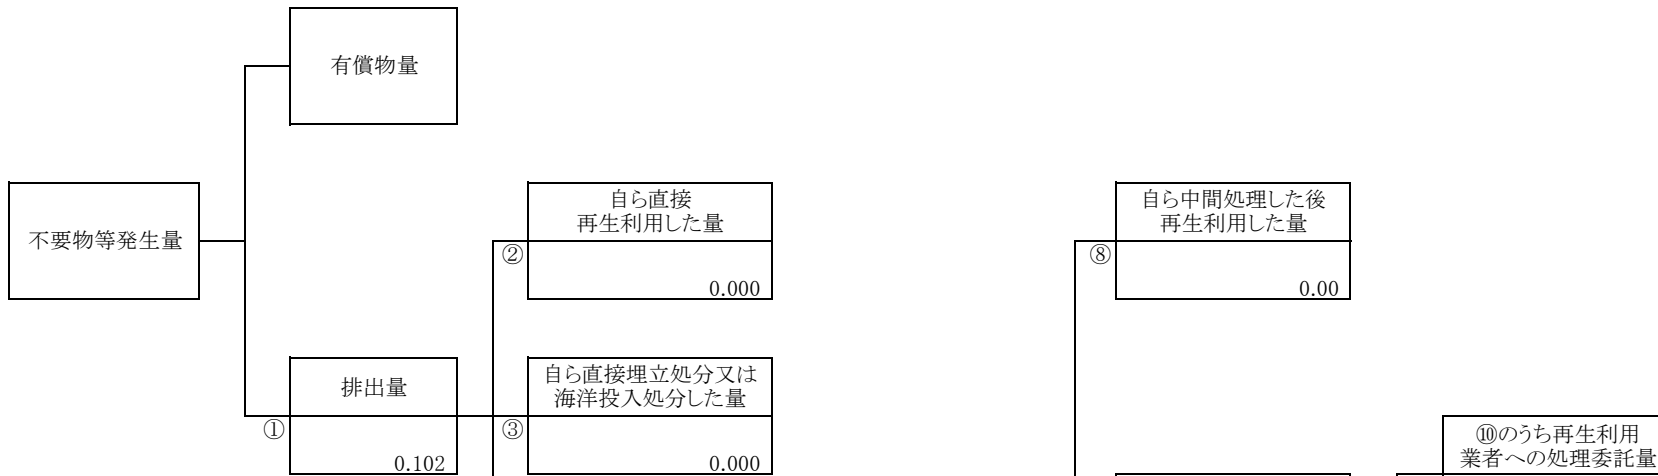 有償物量
不要物等発生量
自ら直接
再生利用した量
②
0.000
自ら中間処理した後
再生利用した量
⑧
0.00
排出量
①
0.102
自ら直接埋立処分又は
海洋投入処分した量
③
0.000
⑩のうち再生利用
業者への処理委託量